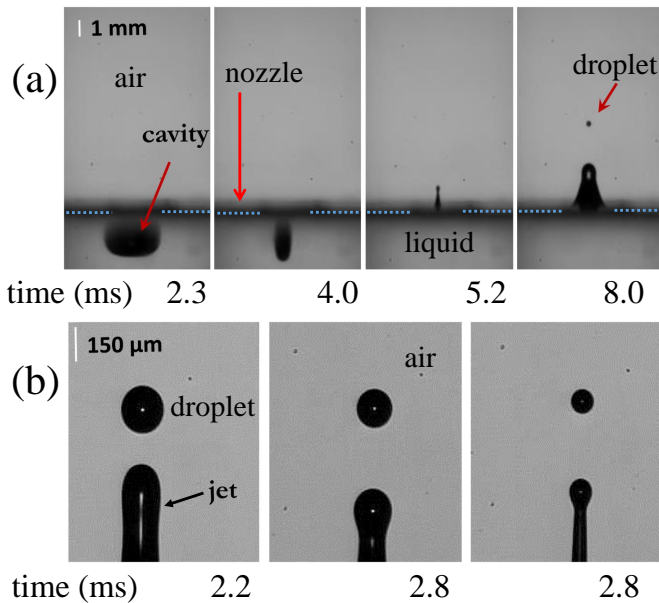 1 mm
(a)
air
nozzle
droplet
cavity
liquid
time (ms) 2.3 4.0 5.2 8.0
150 µm
(b)
air
droplet
jet
time (ms) 2.2 2.8 2.8